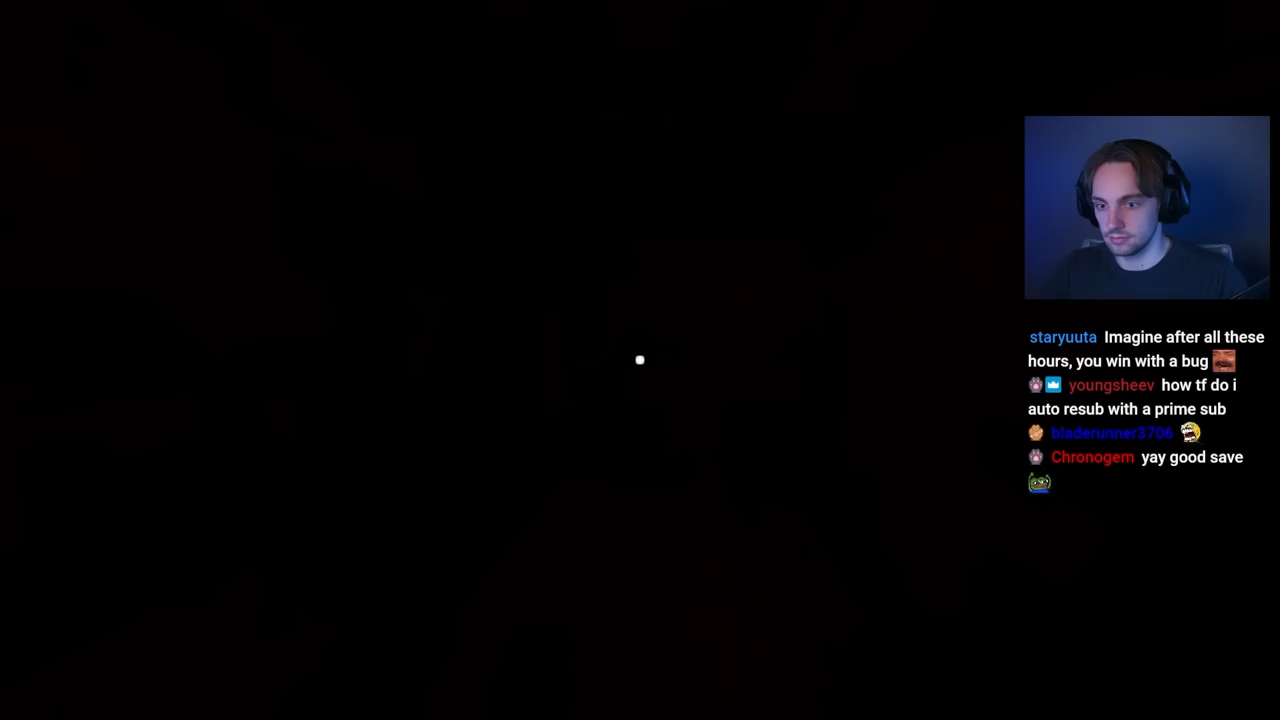 staryuuta Imagine after all these
hours, you win with a bug
youngsheev how tf do i
auto resub with a prime sub
bladerunner3706
Chronogem yay good save